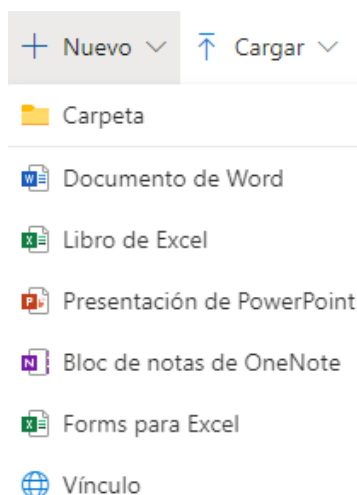 Nuevo Cargar
Carpeta
Documento de Word
Libro de Excel
Presentación de PowerPoint
Bloc de notas de OneNote
Forms para Excel
Vínculo